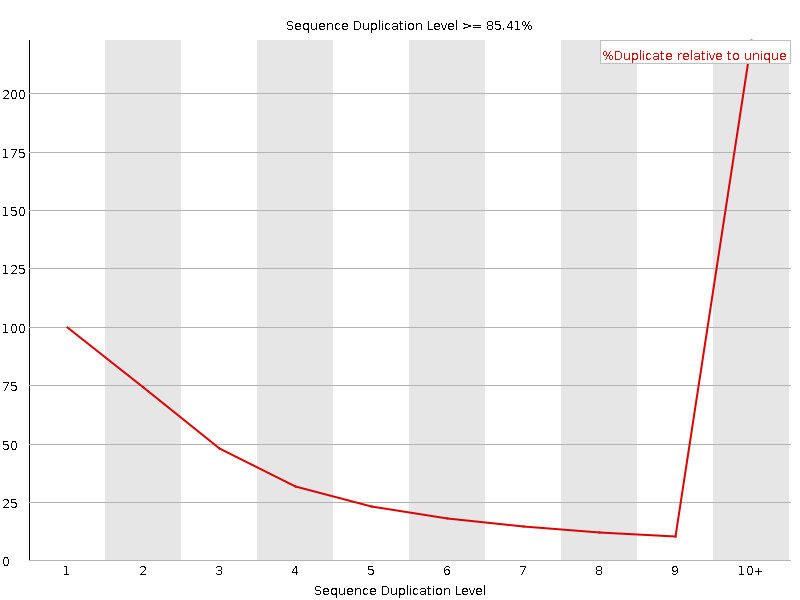 Sequence Duplication Level >= 85.41%
%Duplicate relative to unique
200
175
150
125
100
75
50
25
0
1 2 3 4 5 6 7 8 9 10+
Sequence Duplication Level